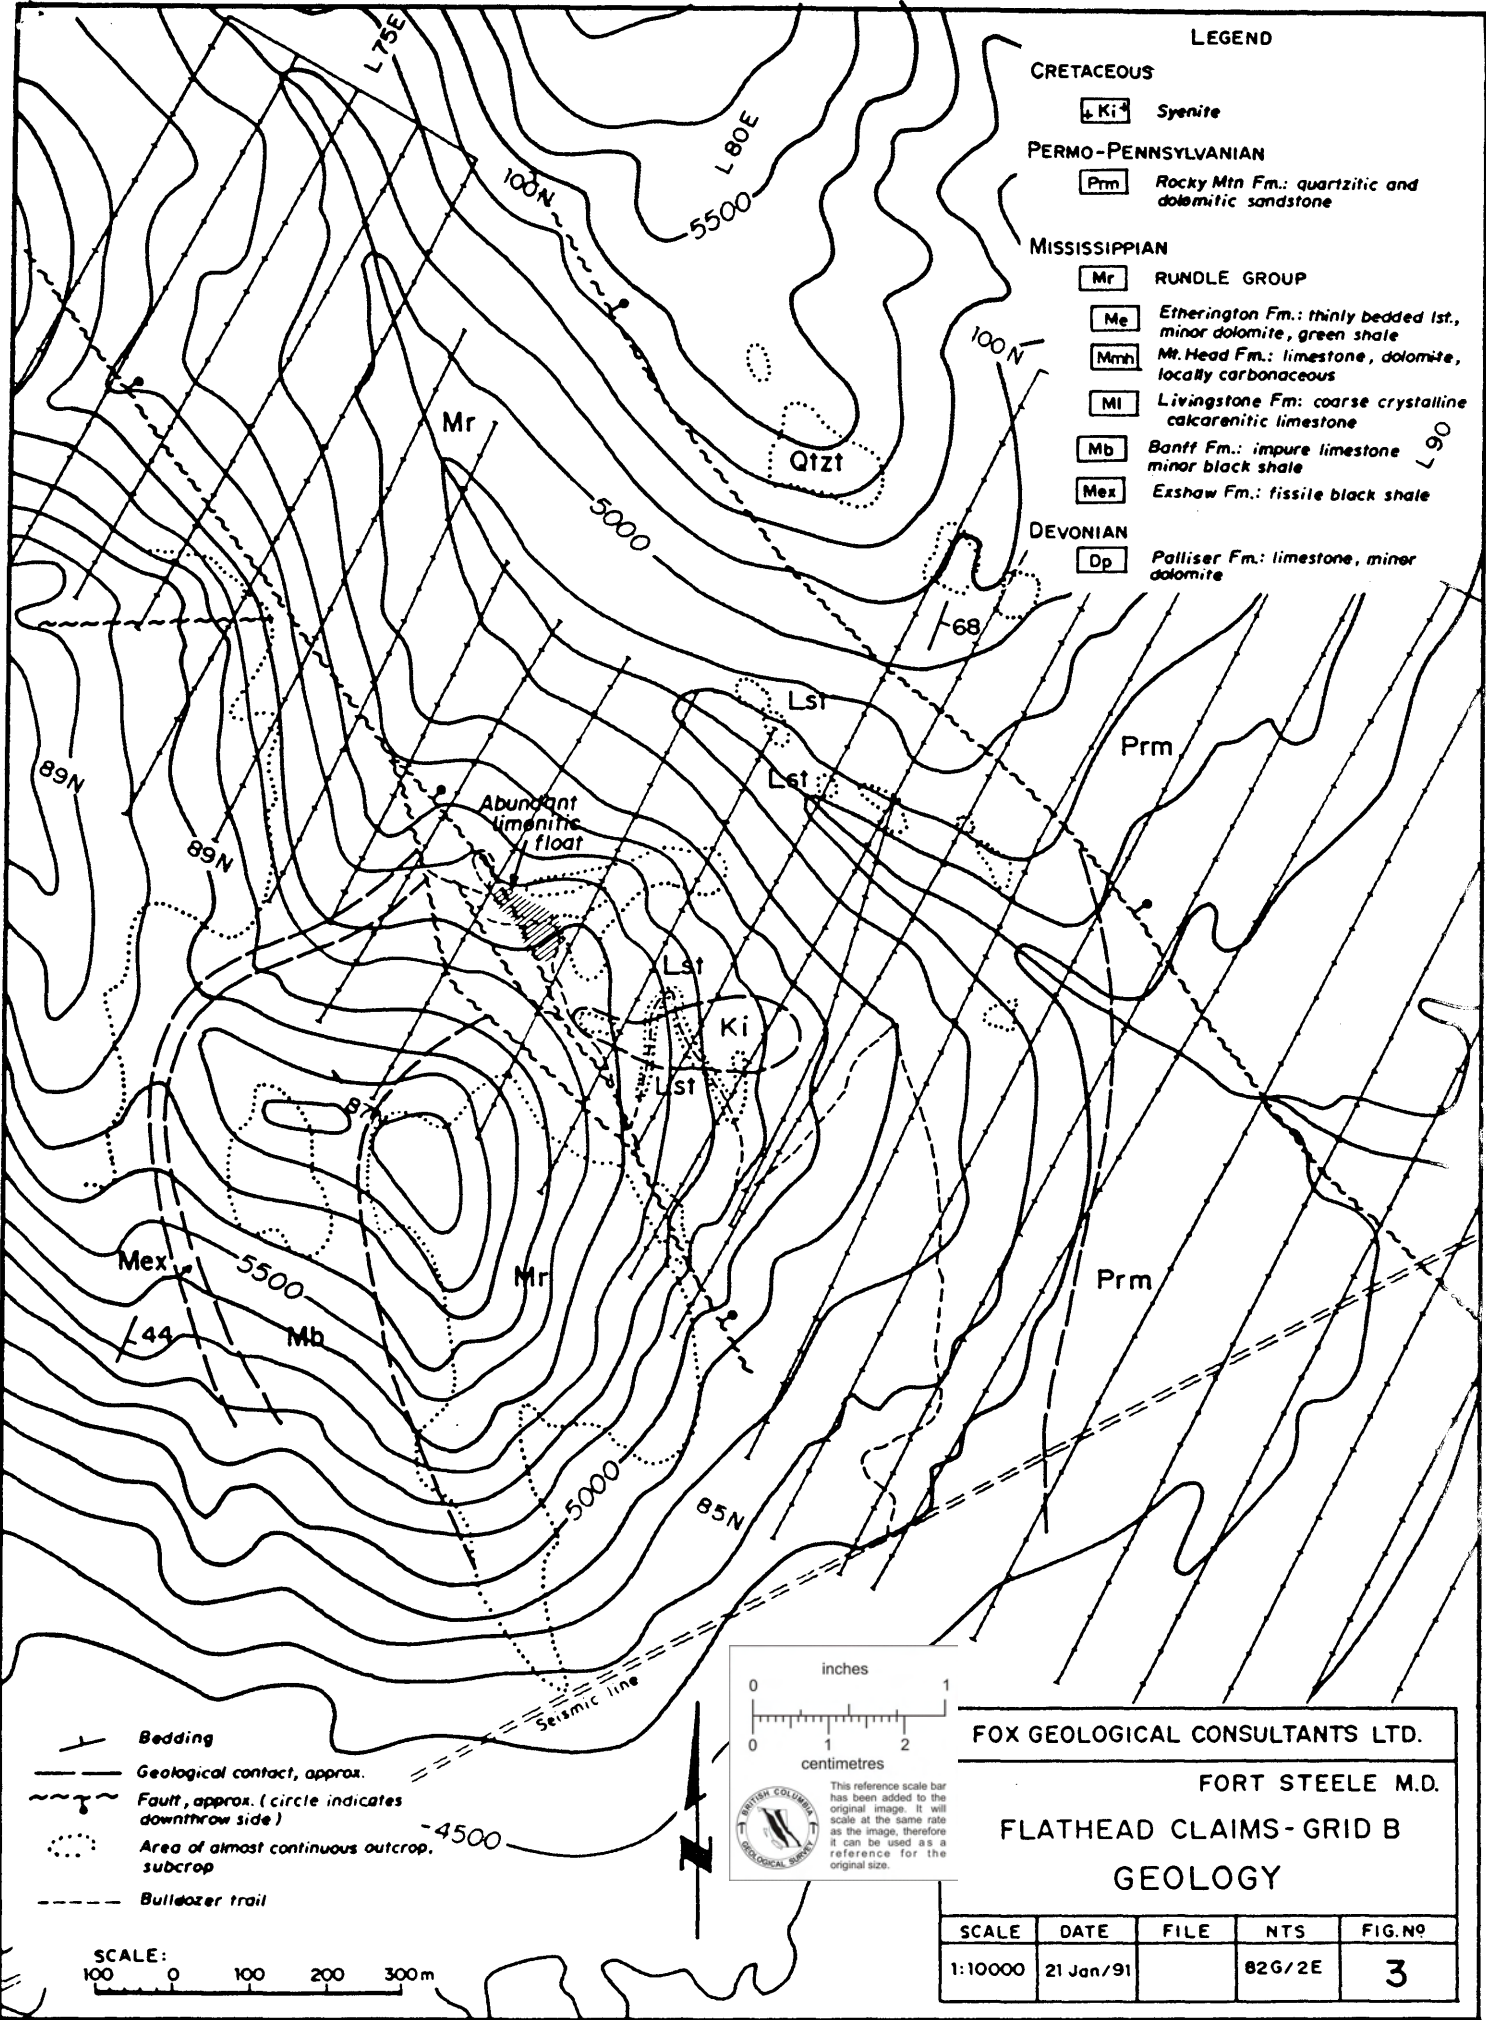 LEGEND
CRETACEOUS
Ki Syenite
PERMO-PENNSYLVANIAN
Prm Rocky Mtn Fm.: quartzitic and
dolomitic sandstone
MISSISSIPPIAN
Mr RUNDLE GROUP
Me Etherington Fm.: thinly bedded lst.,
minor dolomite, green shale
Mmh Mt. Head Fm.: limestone, dolomite,
locally carbonaceous
Ml Livingstone Fm: coarse crystalline
calcarenitic limestone
Mb Banff Fm.: impure limestone
minor black shale
Mex Exshaw Fm.: fissile black shale
DEVONIAN
Dp Palliser Fm.: limestone, minor
dolomite
L75E
L80E
L90
100N
5500
100N
Mr
Qtzt
5000
68
Lst
Prm
Lst
89N
Abundant
limonitic
float
89N
Lst
Ki
Lst
87N
Mex
5500
Mr
Prm
44
Mb
5000
85N
Seismic line
4500
Bedding
Geological contact, approx.
Fault, approx. (circle indicates
downthrow side)
Area of almost continuous outcrop,
subcrop
Bulldozer trail
SCALE:
100 0 100 200 300m
N
inches
0 1
0 1 2
centimetres
BRITISH COLUMBIA
GEOLOGICAL SURVEY
This reference scale bar
has been added to the
original image. It will
scale at the same rate
as the image, therefore
it can be used as a
reference for the
original size.
FOX GEOLOGICAL CONSULTANTS LTD.
FORT STEELE M.D.
FLATHEAD CLAIMS-GRID B
GEOLOGY
SCALE DATE FILE NTS FIG.Nº
1:10000 21 Jan/91 82G/2E 3